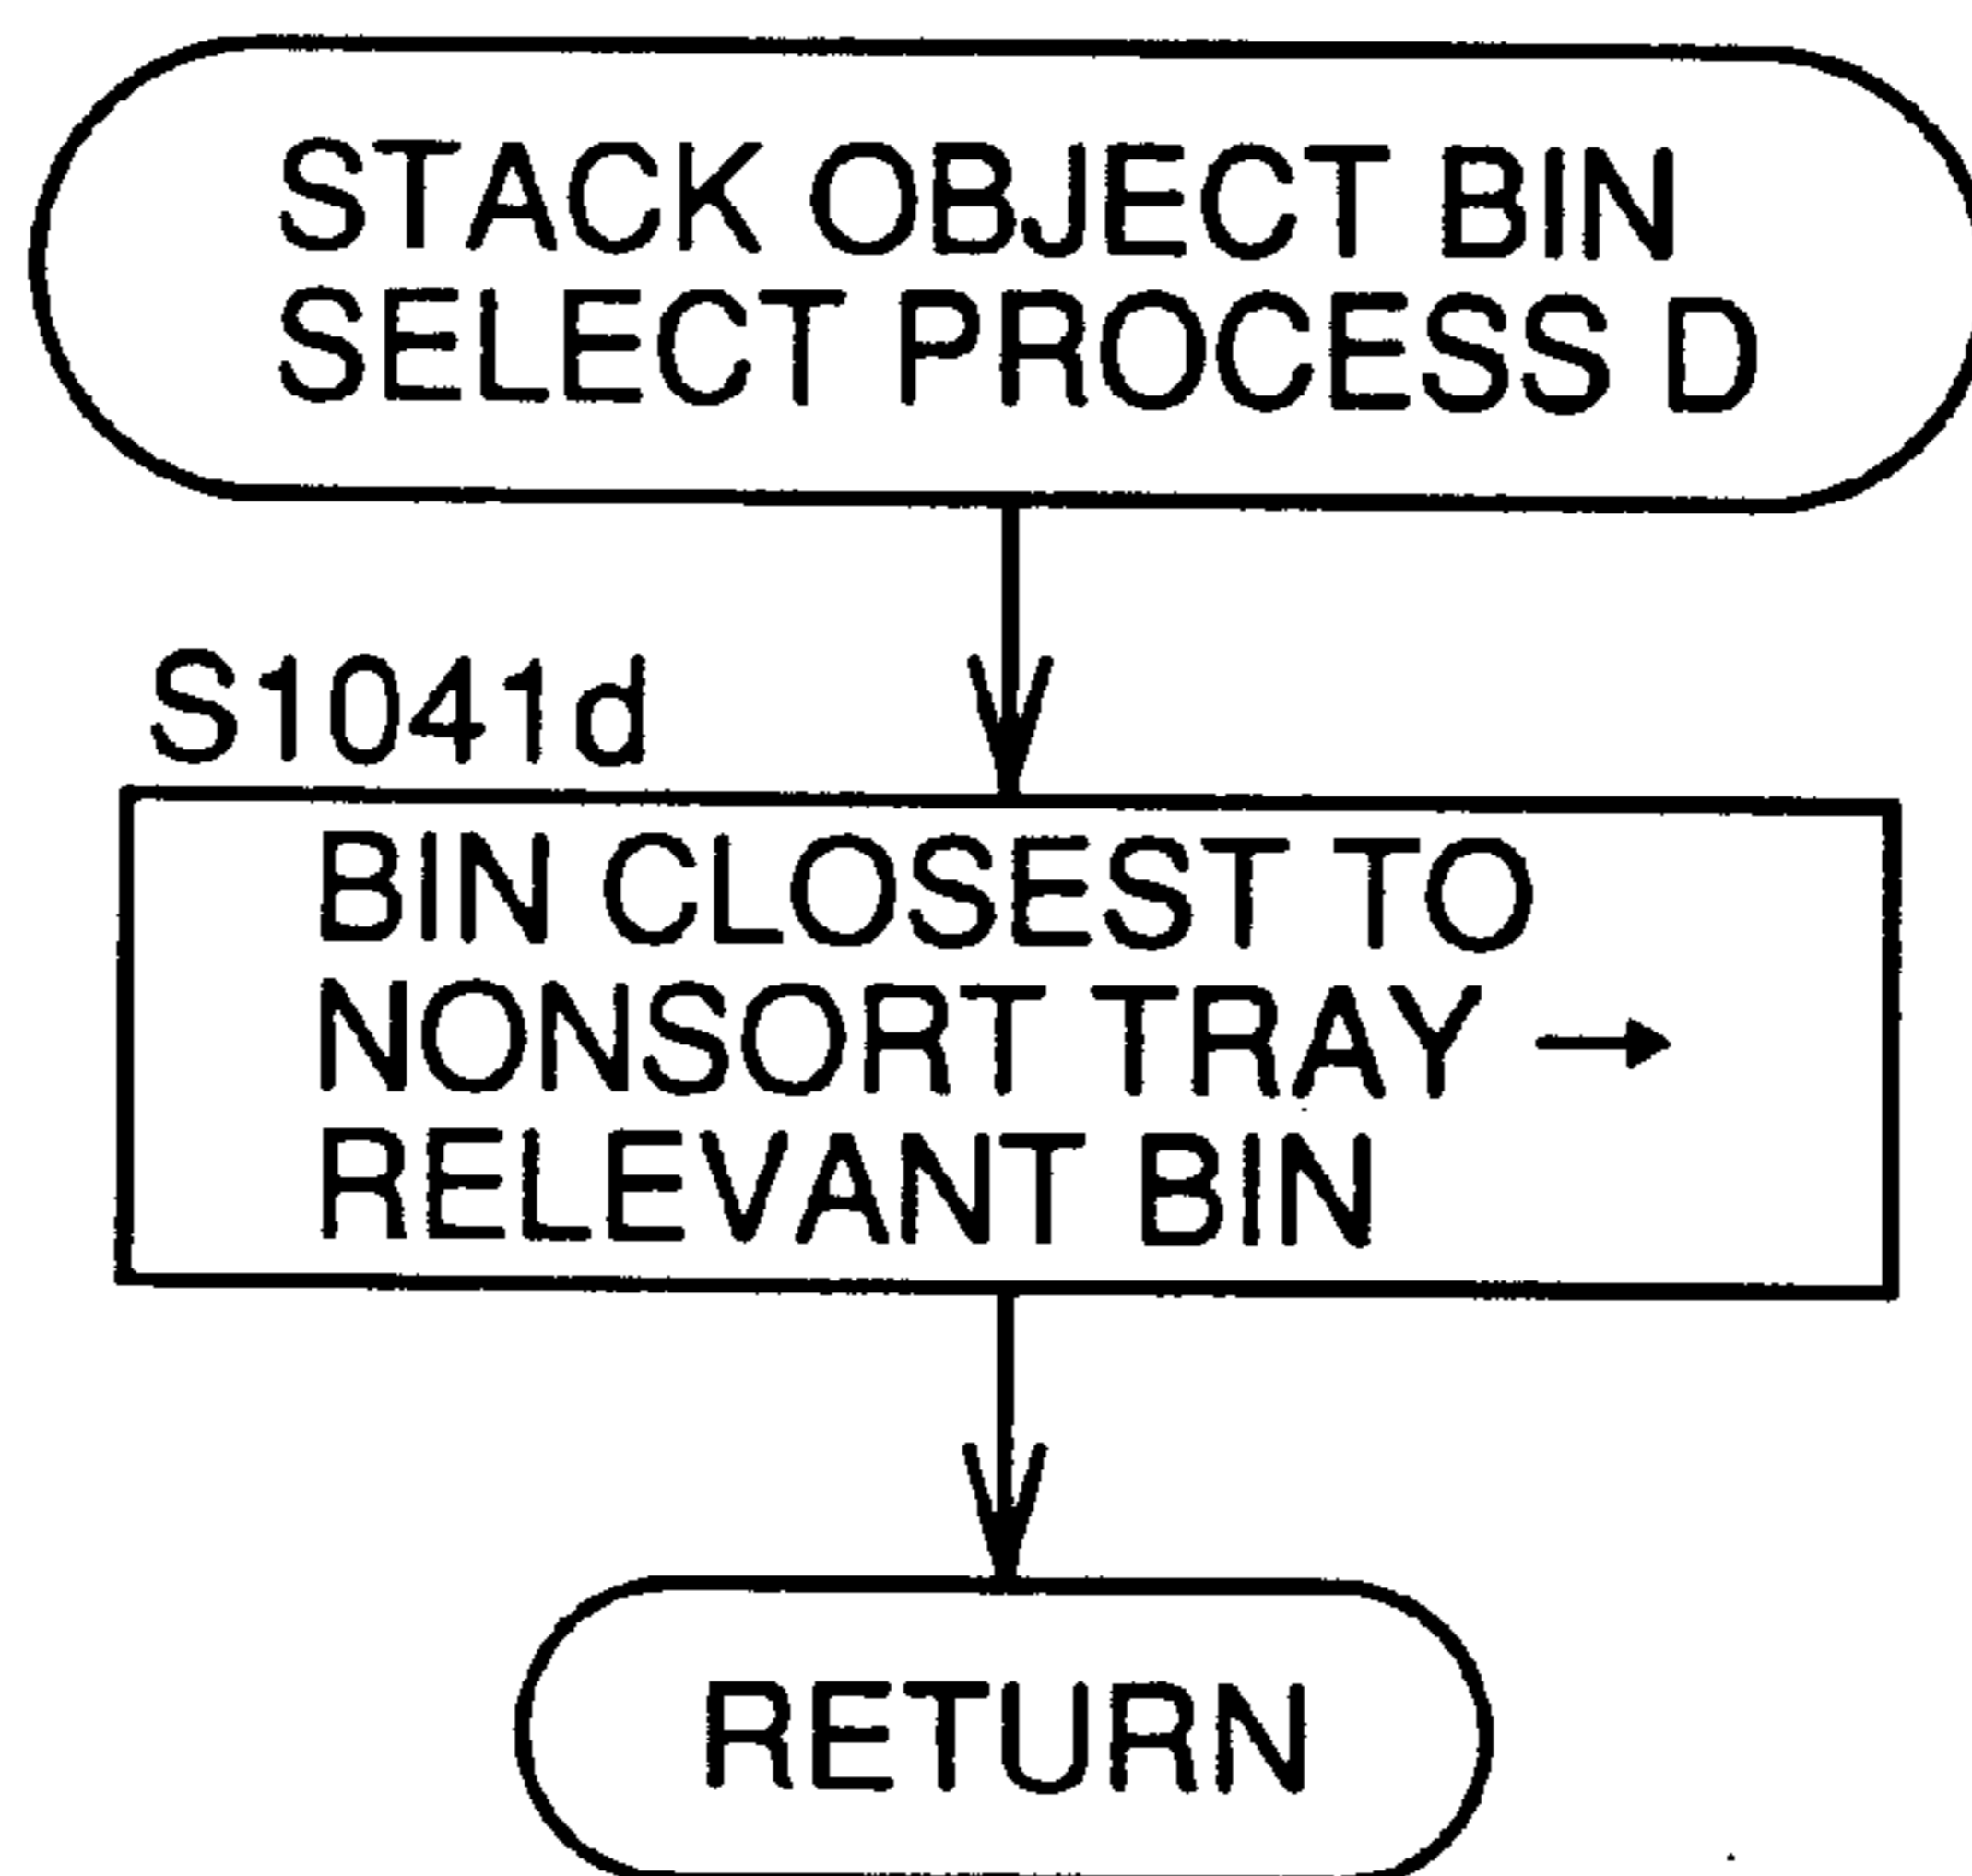 STACK OBJECT BIN
SELECT PROCESS D
S1041d
BIN CLOSEST TO
NONSORT TRAY →
RELEVANT BIN
RETURN